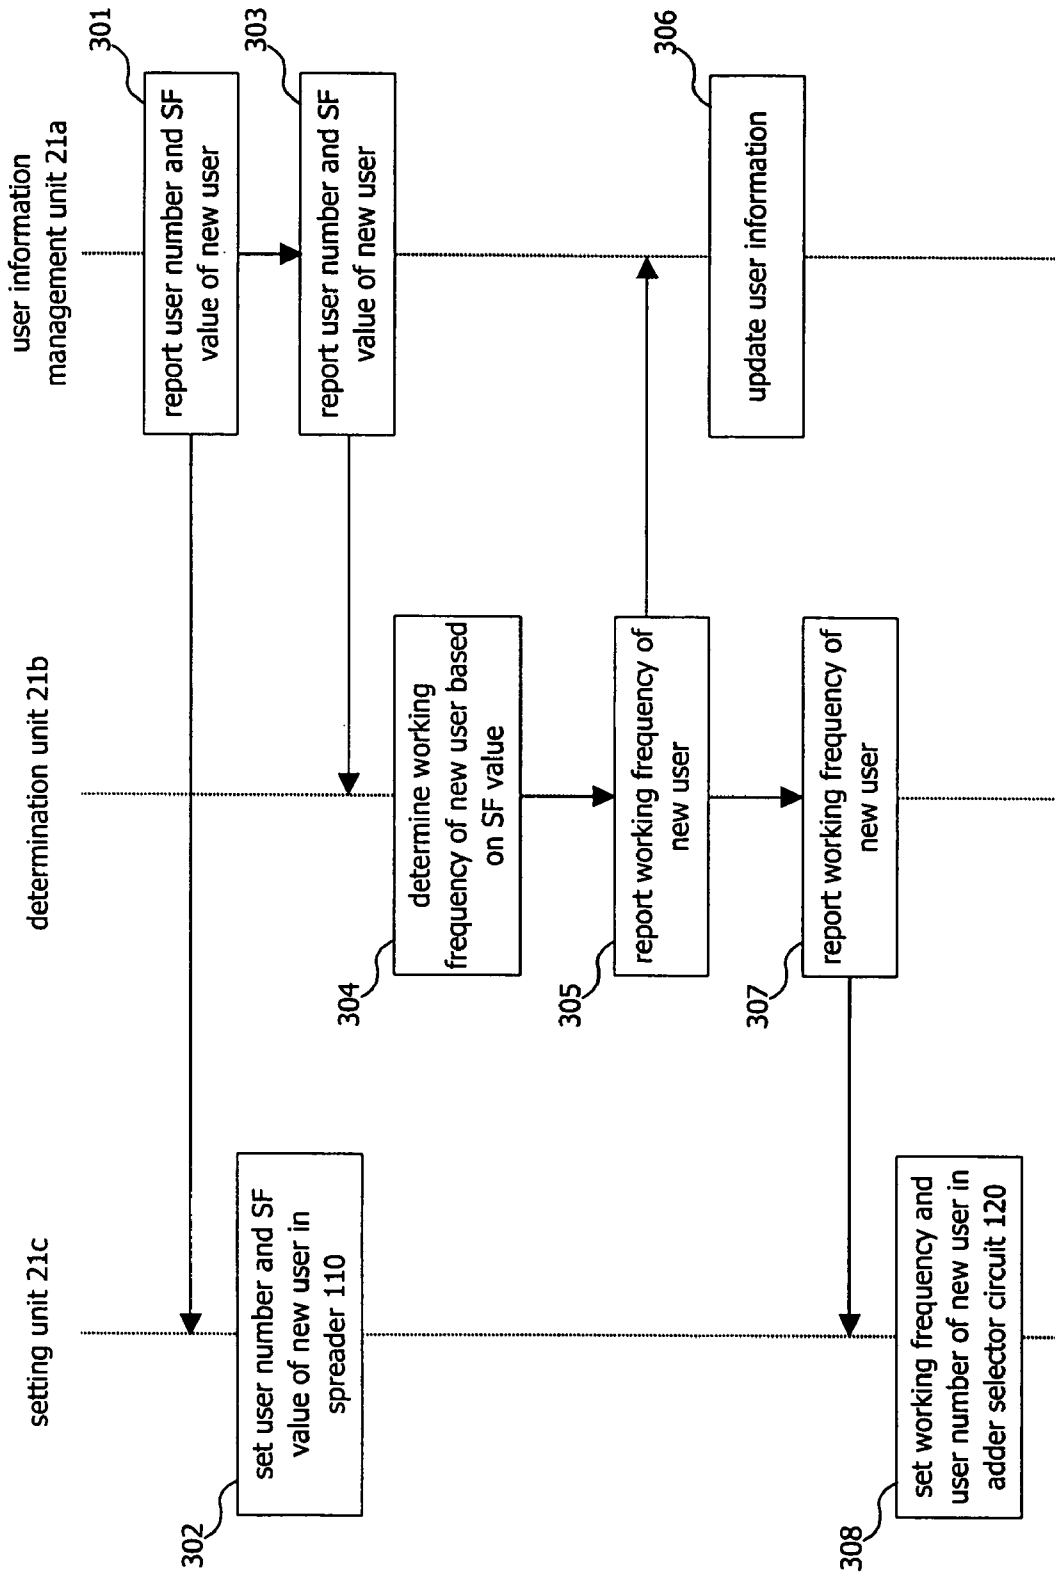 setting unit 21c
determination unit 21b
user information
management unit 21a
301
report user number and SF
value of new user
302
set user number and SF
value of new user in
spreader 110
303
report user number and SF
value of new user
304
determine working
frequency of new user based
on SF value
305
report working frequency of
new user
306
update user information
307
report working frequency of
new user
308
set working frequency and
user number of new user in
adder selector circuit 120